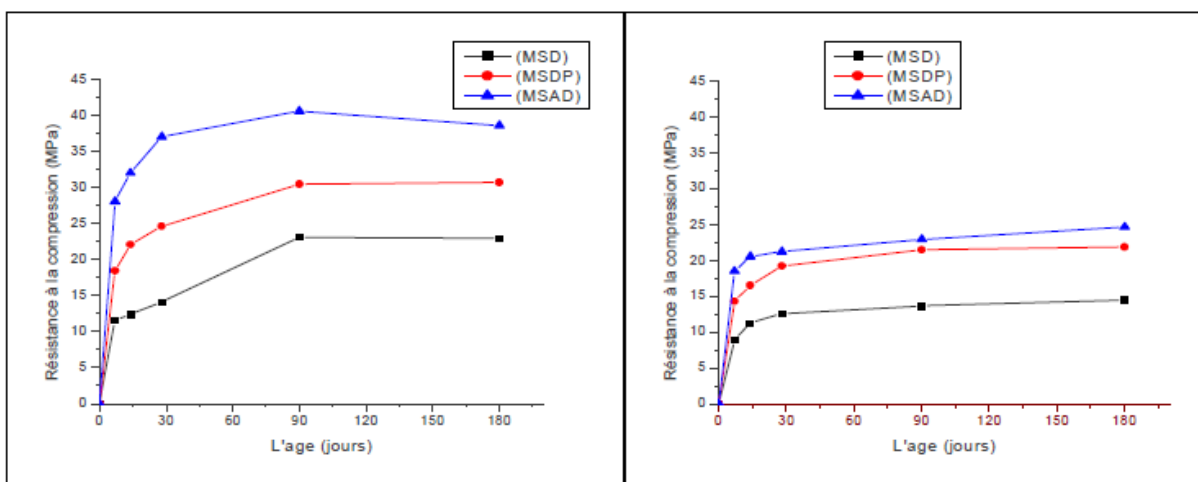 (MSD)
(MSDP)
(MSAD)
Résistance à la compression (MPa)
45
40
35
30
25
20
15
10
5
0
0 30 60 90 120 150 180
L'age (jours)
(MSD)
(MSDP)
(MSAD)
Résistance à la compression (MPa)
45
40
35
30
25
20
15
10
5
0
0 30 60 90 120 150 180
L'age (jours)